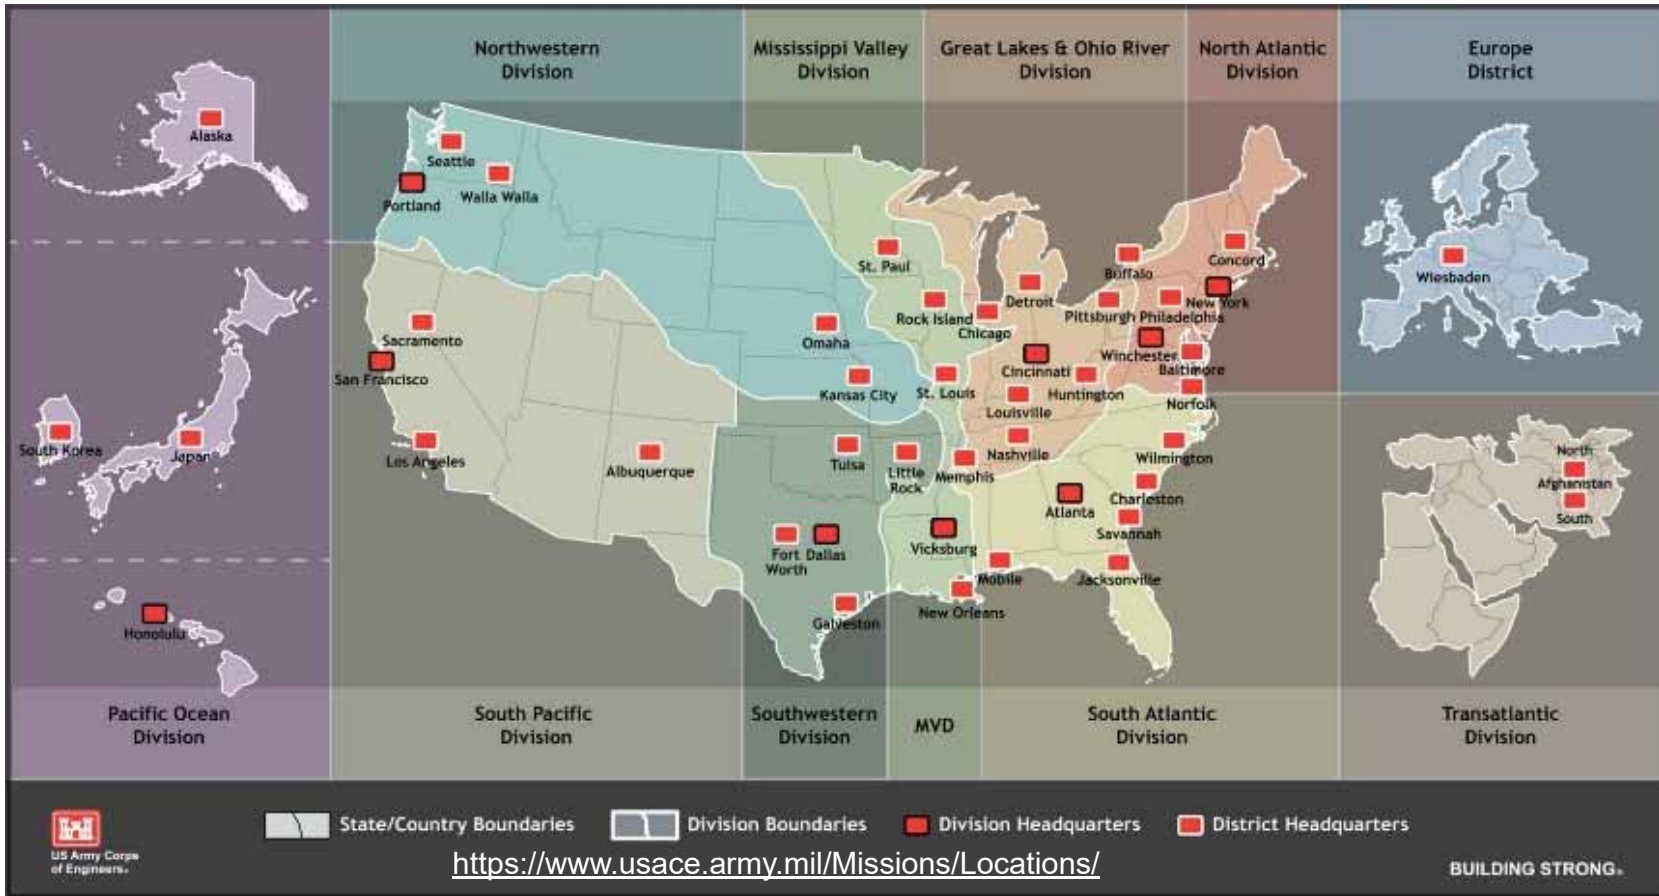 Northwestern
Division
Mississippi Valley
Division
Great Lakes & Ohio River
Division
North Atlantic
Division
Europe
District
Alaska
Seattle
Walla Walla
Portland
St. Paul
Buffalo
Concord
Wiesbaden
Detroit
New York
Rock Island
Chicago
Pittsburgh
Philadelphia
Sacramento
San Francisco
Omaha
Cincinnati
Winchester
Baltimore
Kansas City
St. Louis
Louisville
Huntington
Norfolk
South Korea
Japan
Los Angeles
Albuquerque
Tulsa
Little
Rock
Memphis
Nashville
Wilmington
North
Afghanistan
South
Charleston
Atlanta
Savannah
Fort
Worth
Dallas
Vicksburg
Mobile
Jacksonville
New Orleans
Galveston
Honolulu
Pacific Ocean
Division
South Pacific
Division
Southwestern
Division
MVD
South Atlantic
Division
Transatlantic
Division
US Army Corps
of Engineers®
State/Country Boundaries
Division Boundaries
Division Headquarters
District Headquarters
https://www.usace.army.mil/Missions/Locations/
BUILDING STRONG®